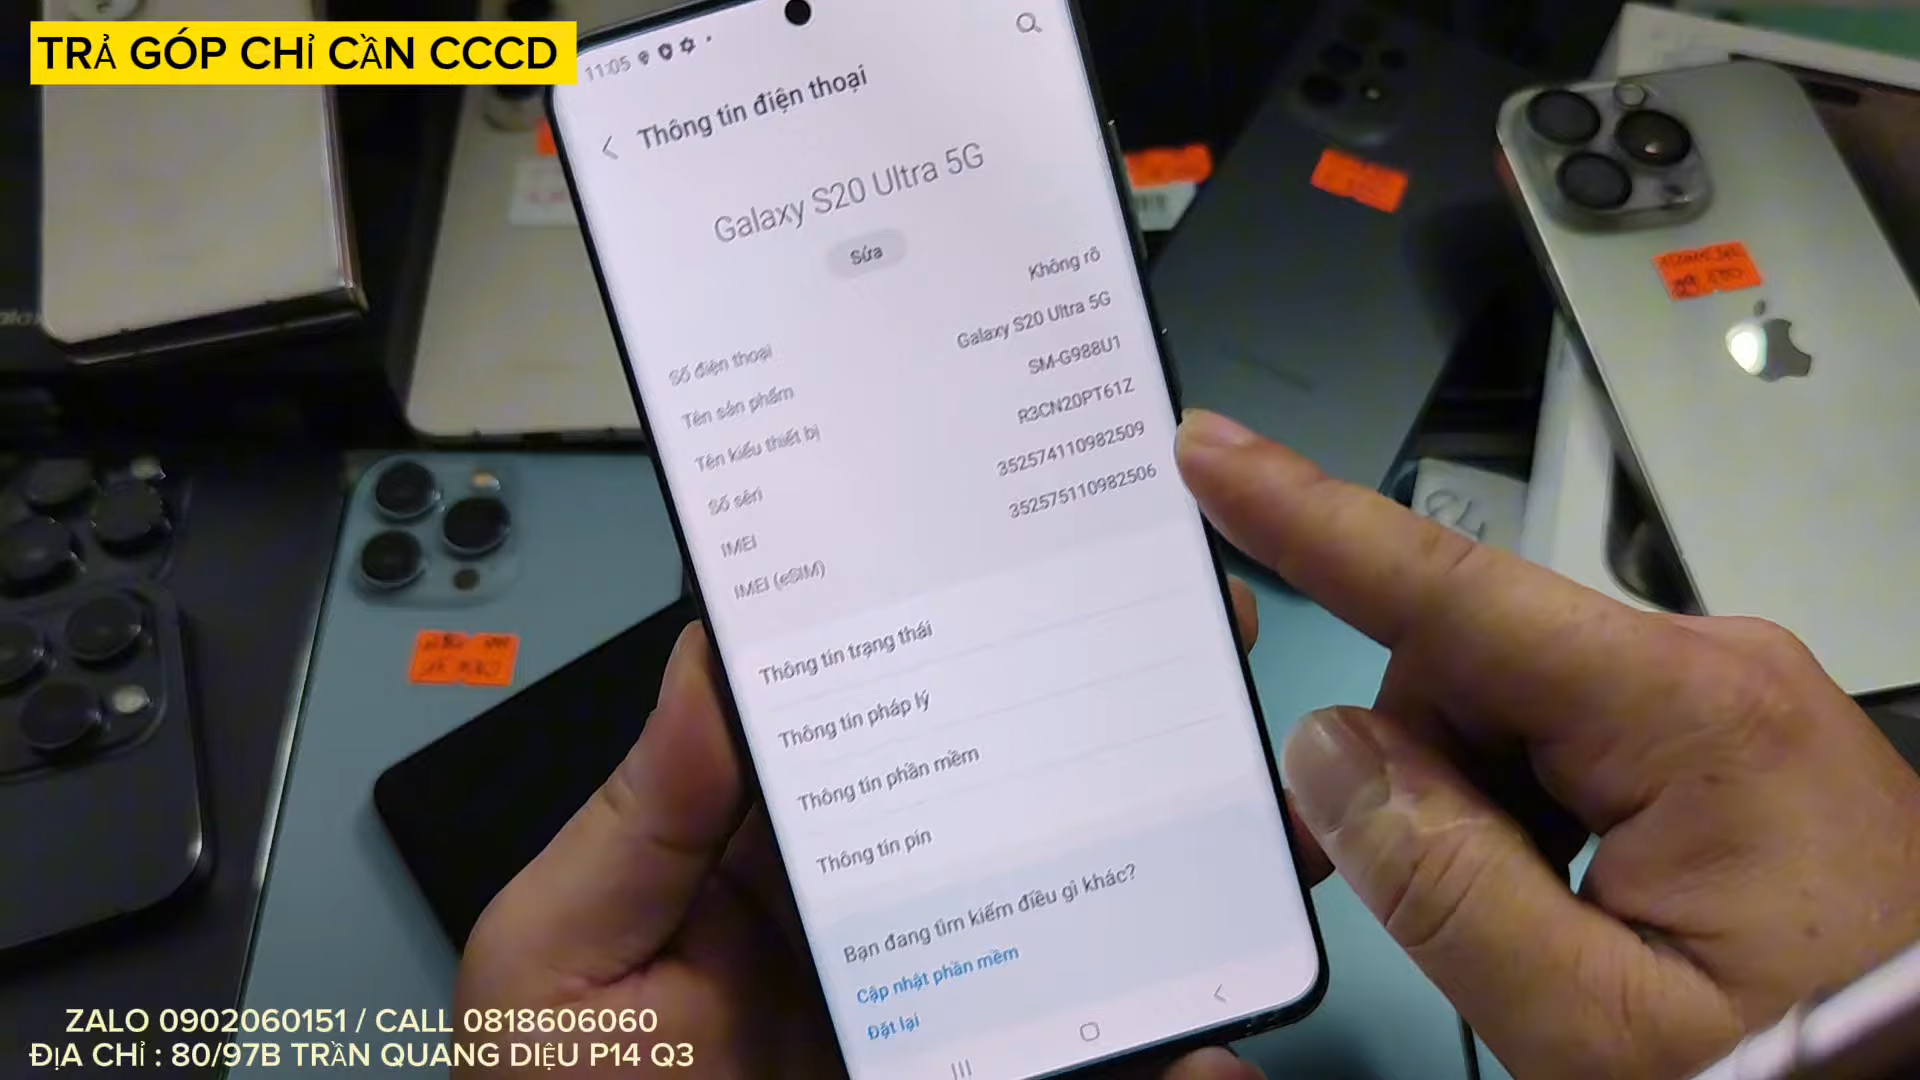 TRẢ GÓP CHỈ CẦN CCCD
11:05
Thông tin điện thoại
Galaxy S20 Ultra 5G
Sửa
Số điện thoại Không rõ
Tên sản phẩm Galaxy S20 Ultra 5G
Tên kiểu thiết bị SM-G988U1
Số sêri R3CN20PT61Z
IMEI 352574110982509
IMEI (eSIM) 352575110982506
Thông tin trạng thái
Thông tin pháp lý
Thông tin phần mềm
Thông tin pin
Bạn đang tìm kiếm điều gì khác?
Cập nhật phần mềm
Đặt lại
ZALO 0902060151 / CALL 0818606060
ĐỊA CHỈ : 80/97B TRẦN QUANG DIỆU P14 Q3